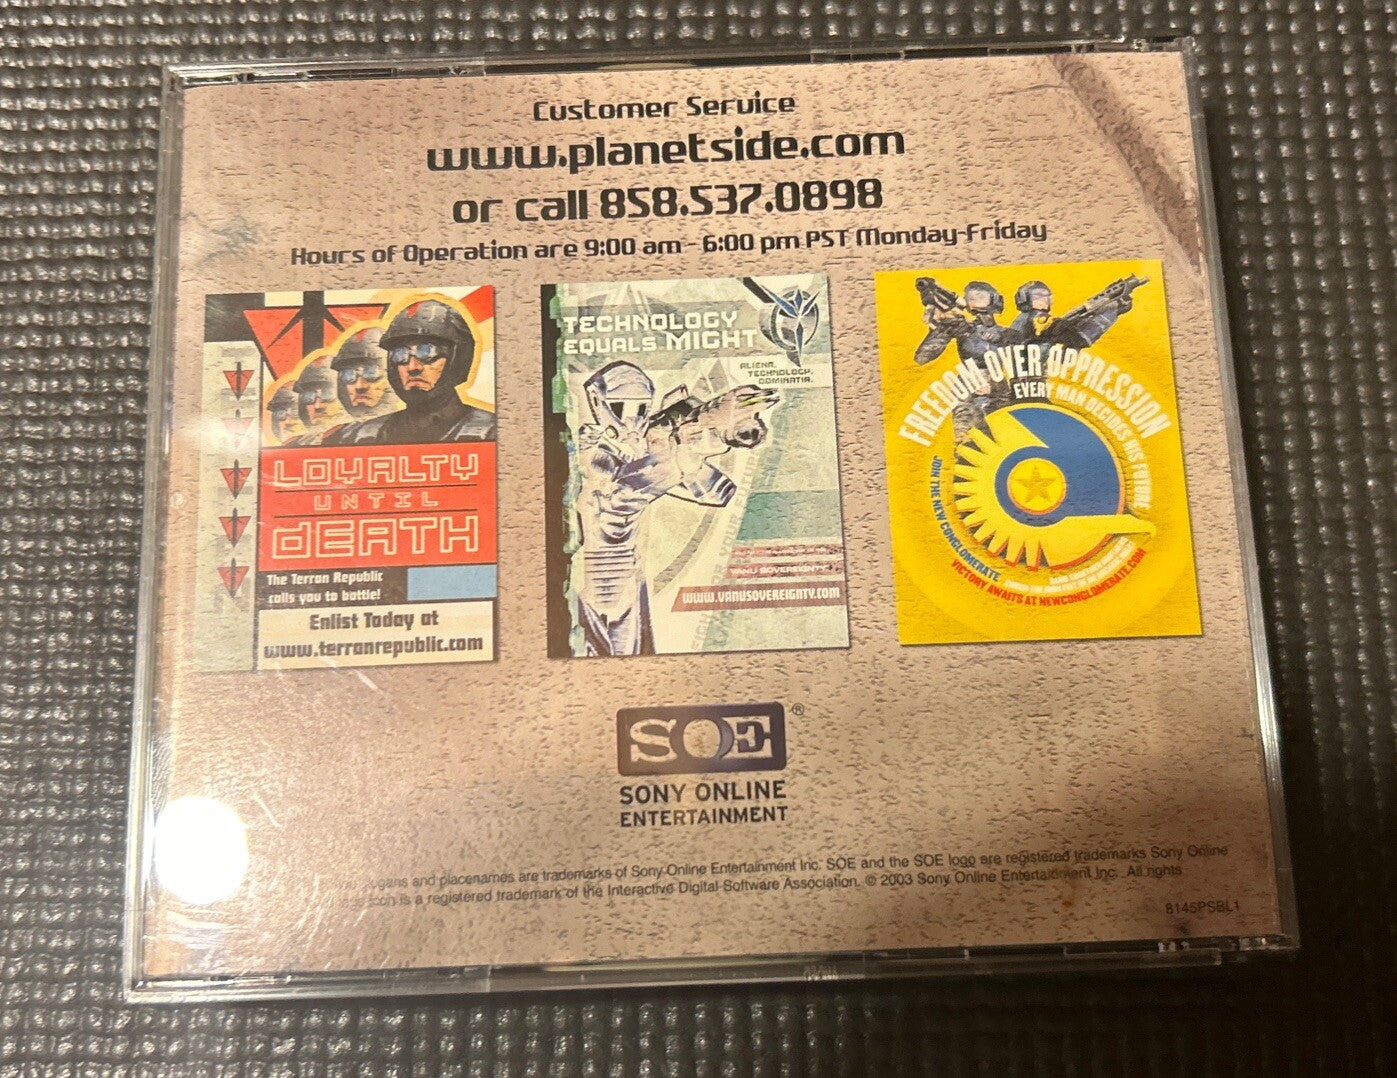 Customer Service
www.planetside.com
or call 858.537.0898
Hours of Operation are 9:00 am - 6:00 pm PST Monday-Friday
LOYALTY
UNTIL
DEATH
The Terran Republic
calls you to battle!
Enlist Today at
www.terranrepublic.com
TECHNOLOGY
EQUALS MIGHT
ALIENA.
TECHNOLOGY.
DOMINATIA.
VANU SOVEREIGNTY
WWW.VANUSOVEREIGNTY.COM
FREEDOM OVER OPPRESSION
EVERY MAN DECIDES HIS FUTURE
JOIN THE NEW CONGLOMERATE
VICTORY AWAITS AT NEWCONGLOMERATE.COM
SOE®
SONY ONLINE
ENTERTAINMENT
and placenames are trademarks of Sony Online Entertainment Inc. SOE and the SOE logo are registered trademarks Sony Online
icon is a registered trademark of the Interactive Digital Software Association. © 2003 Sony Online Entertainment Inc. All rights
8145PSBL1